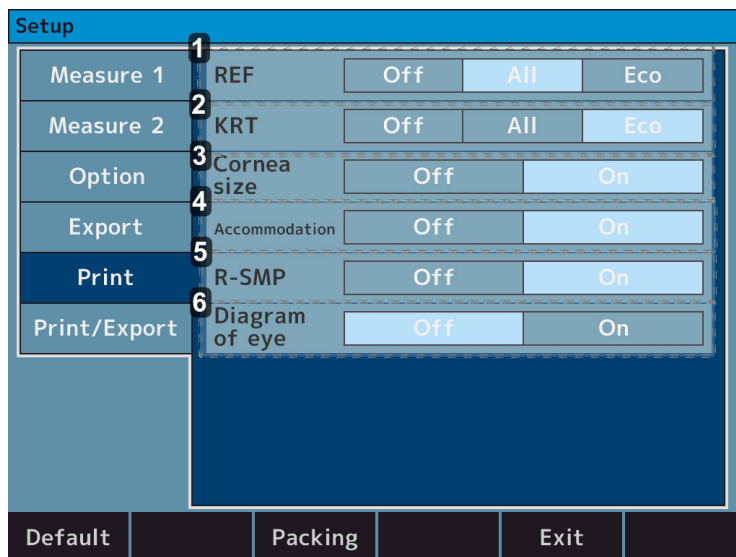 Setup
1
Measure 1 REF Off All Eco
2
Measure 2 KRT Off All Eco
3
Option Cornea size Off On
4
Export Accommodation Off On
5
Print R-SMP Off On
6
Print/Export Diagram of eye Off On
Default Packing Exit